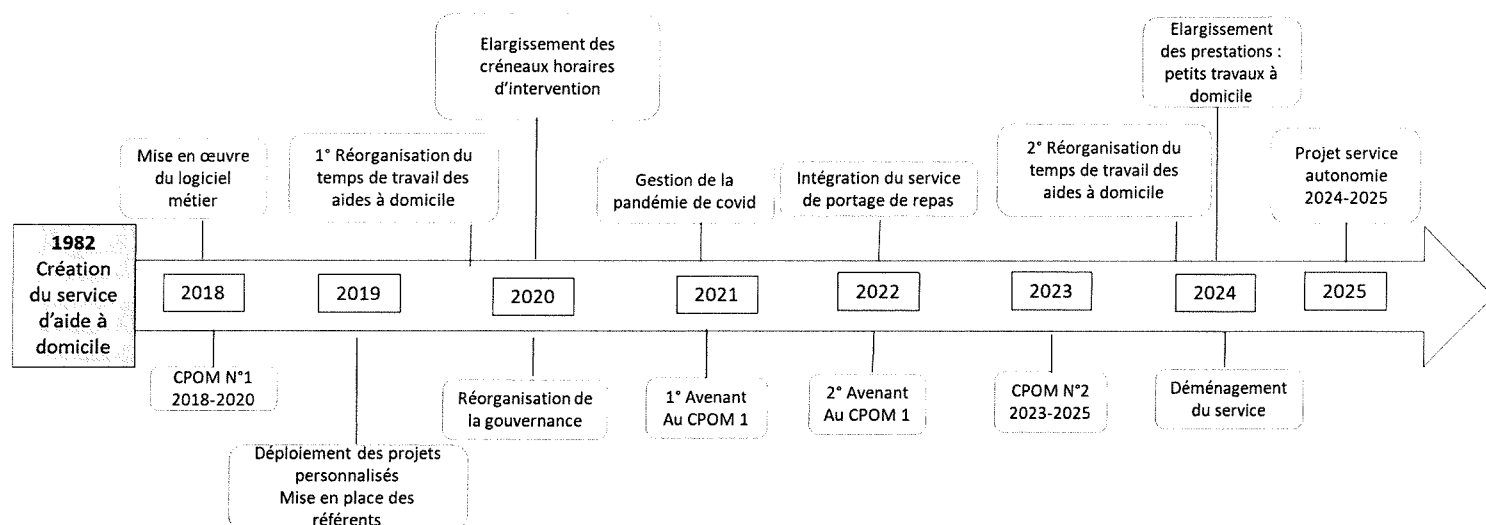 Elargissement des
créneaux horaires
d'intervention
Elargissement
des prestations :
petits travaux à
domicile
Mise en œuvre
du logiciel
métier
1° Réorganisation du
temps de travail des
aides à domicile
Gestion de la
pandémie de covid
Intégration du service
de portage de repas
2° Réorganisation du
temps de travail des
aides à domicile
Projet service
autonomie
2024-2025
1982
Création
du service
d'aide à
domicile
2018
2019
2020
2021
2022
2023
2024
2025
CPOM N°1
2018-2020
Déploiement des projets
personnalisés
Mise en place des
référents
Réorganisation de
la gouvernance
1° Avenant
Au CPOM 1
2° Avenant
Au CPOM 1
CPOM N°2
2023-2025
Déménagement
du service